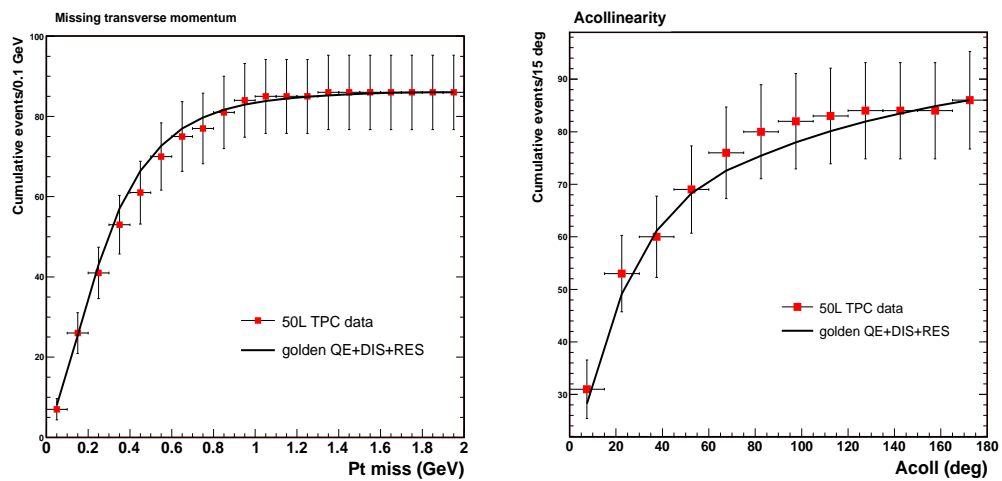 Missing transverse momentum
Cumulative events/0.1 GeV
100
80
60
40
20
0
0 0.2 0.4 0.6 0.8 1 1.2 1.4 1.6 1.8 2
Pt miss (GeV)
50L TPC data
golden QE+DIS+RES
Acollinearity
Cumulative events/15 deg
90
80
70
60
50
40
30
0 20 40 60 80 100 120 140 160 180
Acoll (deg)
50L TPC data
golden QE+DIS+RES